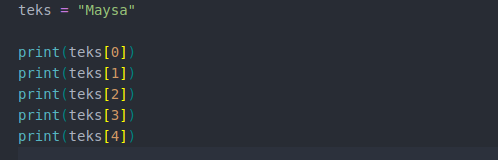 teks = "Maysa"
print(teks[0])
print(teks[1])
print(teks[2])
print(teks[3])
print(teks[4])